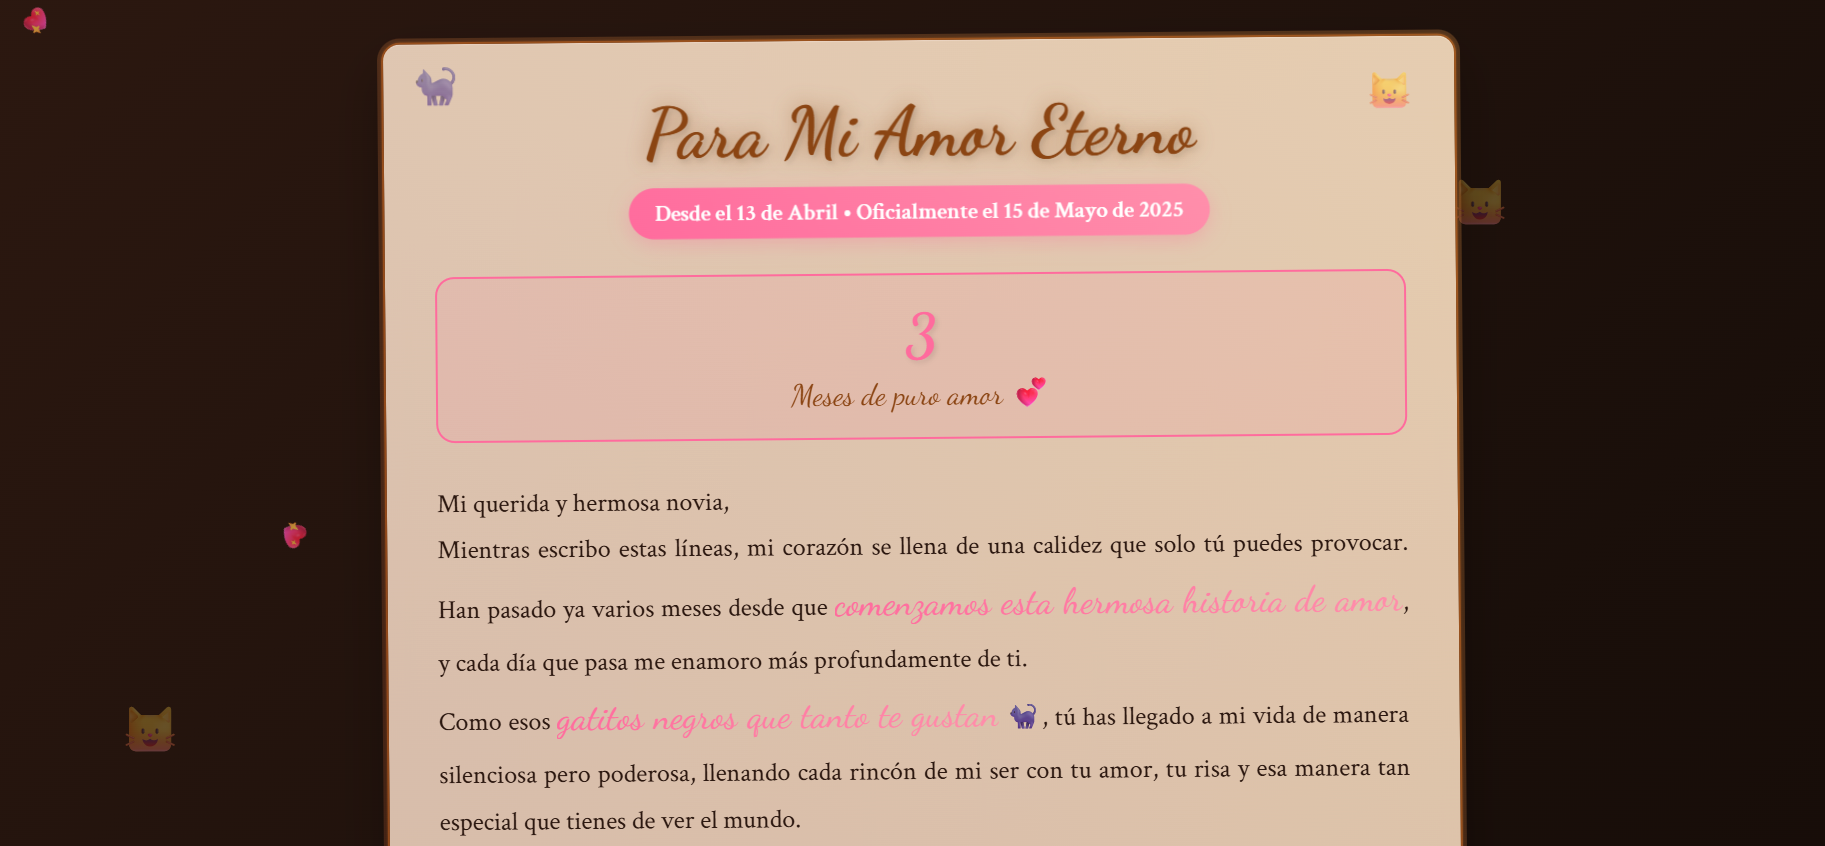 Para Mi Amor Eterno
Desde el 13 de Abril • Oficialmente el 15 de Mayo de 2025
3
Meses de puro amor 💕
Mi querida y hermosa novia,
Mientras escribo estas líneas, mi corazón se llena de una calidez que solo tú puedes provocar.
Han pasado ya varios meses desde que comenzamos esta hermosa historia de amor,
y cada día que pasa me enamoro más profundamente de ti.
Como esos gatitos negros que tanto te gustan 🐈‍⬛, tú has llegado a mi vida de manera
silenciosa pero poderosa, llenando cada rincón de mi ser con tu amor, tu risa y esa manera tan
especial que tienes de ver el mundo.